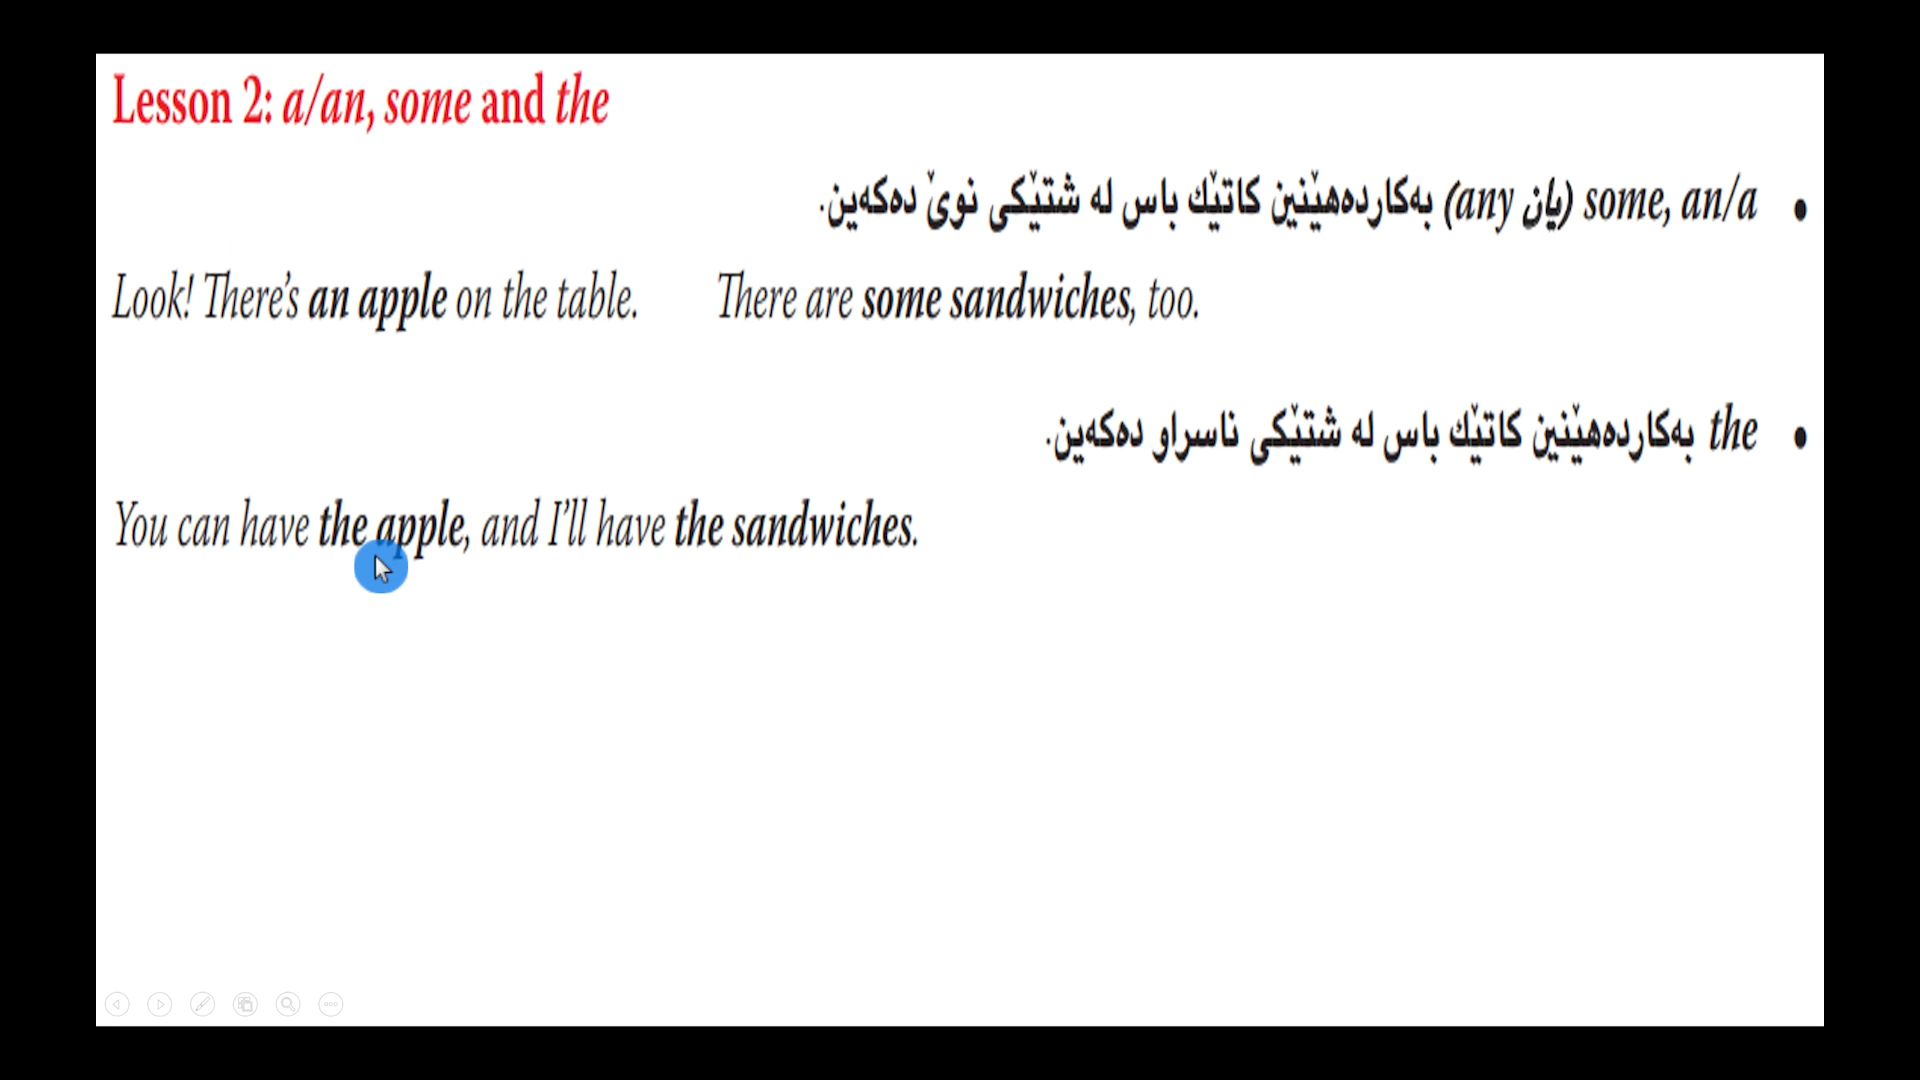 Lesson 2: a/an, some and the
some, an/a (یان any) بەکاردەهێنین کاتێك باس لە شتێکی نوێ دەکەین.
Look! There's an apple on the table. There are some sandwiches, too.
the بەکاردەهێنین کاتێك باس لە شتێکی ناسراو دەکەین.
You can have the apple, and I'll have the sandwiches.